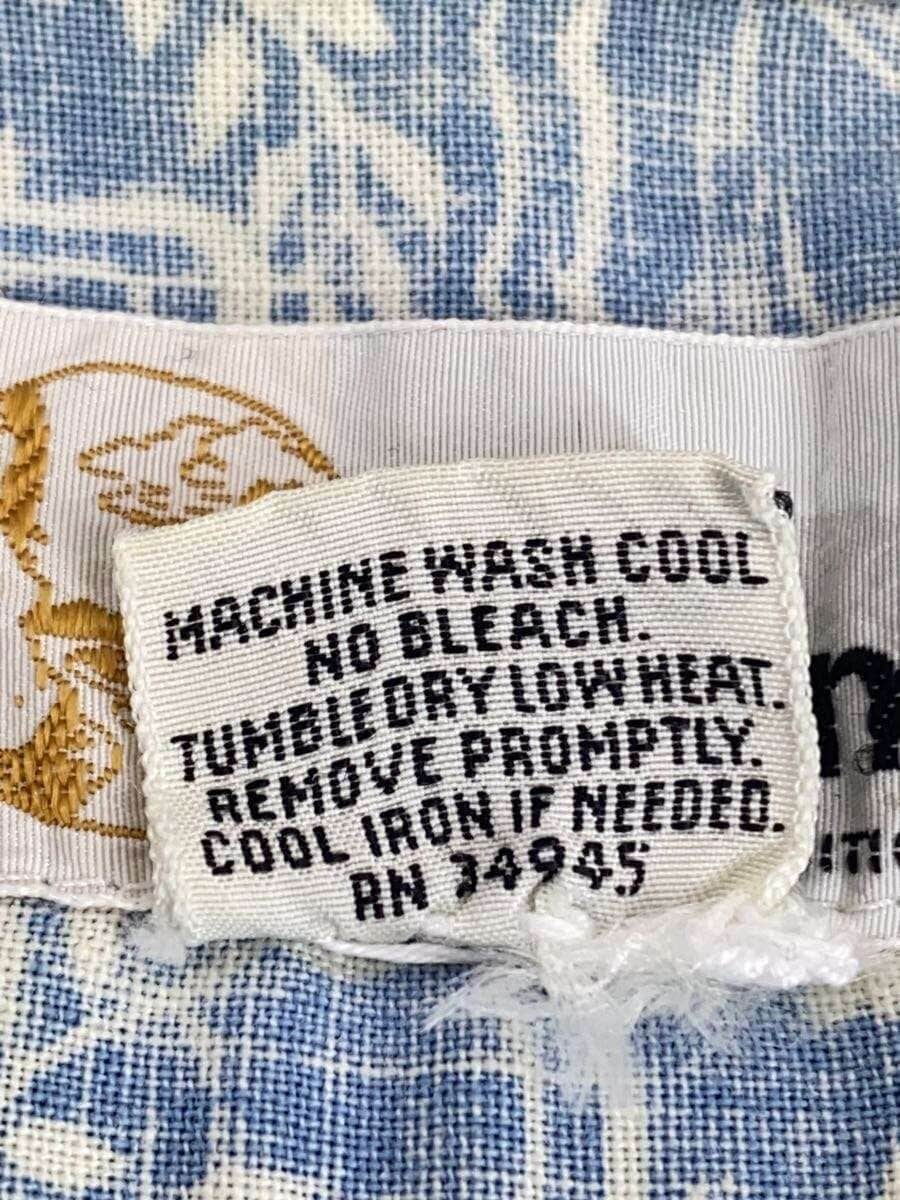 MACHINE WASH COOL
NO BLEACH.
TUMBLE DRY LOW HEAT.
REMOVE PROMPTLY.
COOL IRON IF NEEDED.
RN 34945